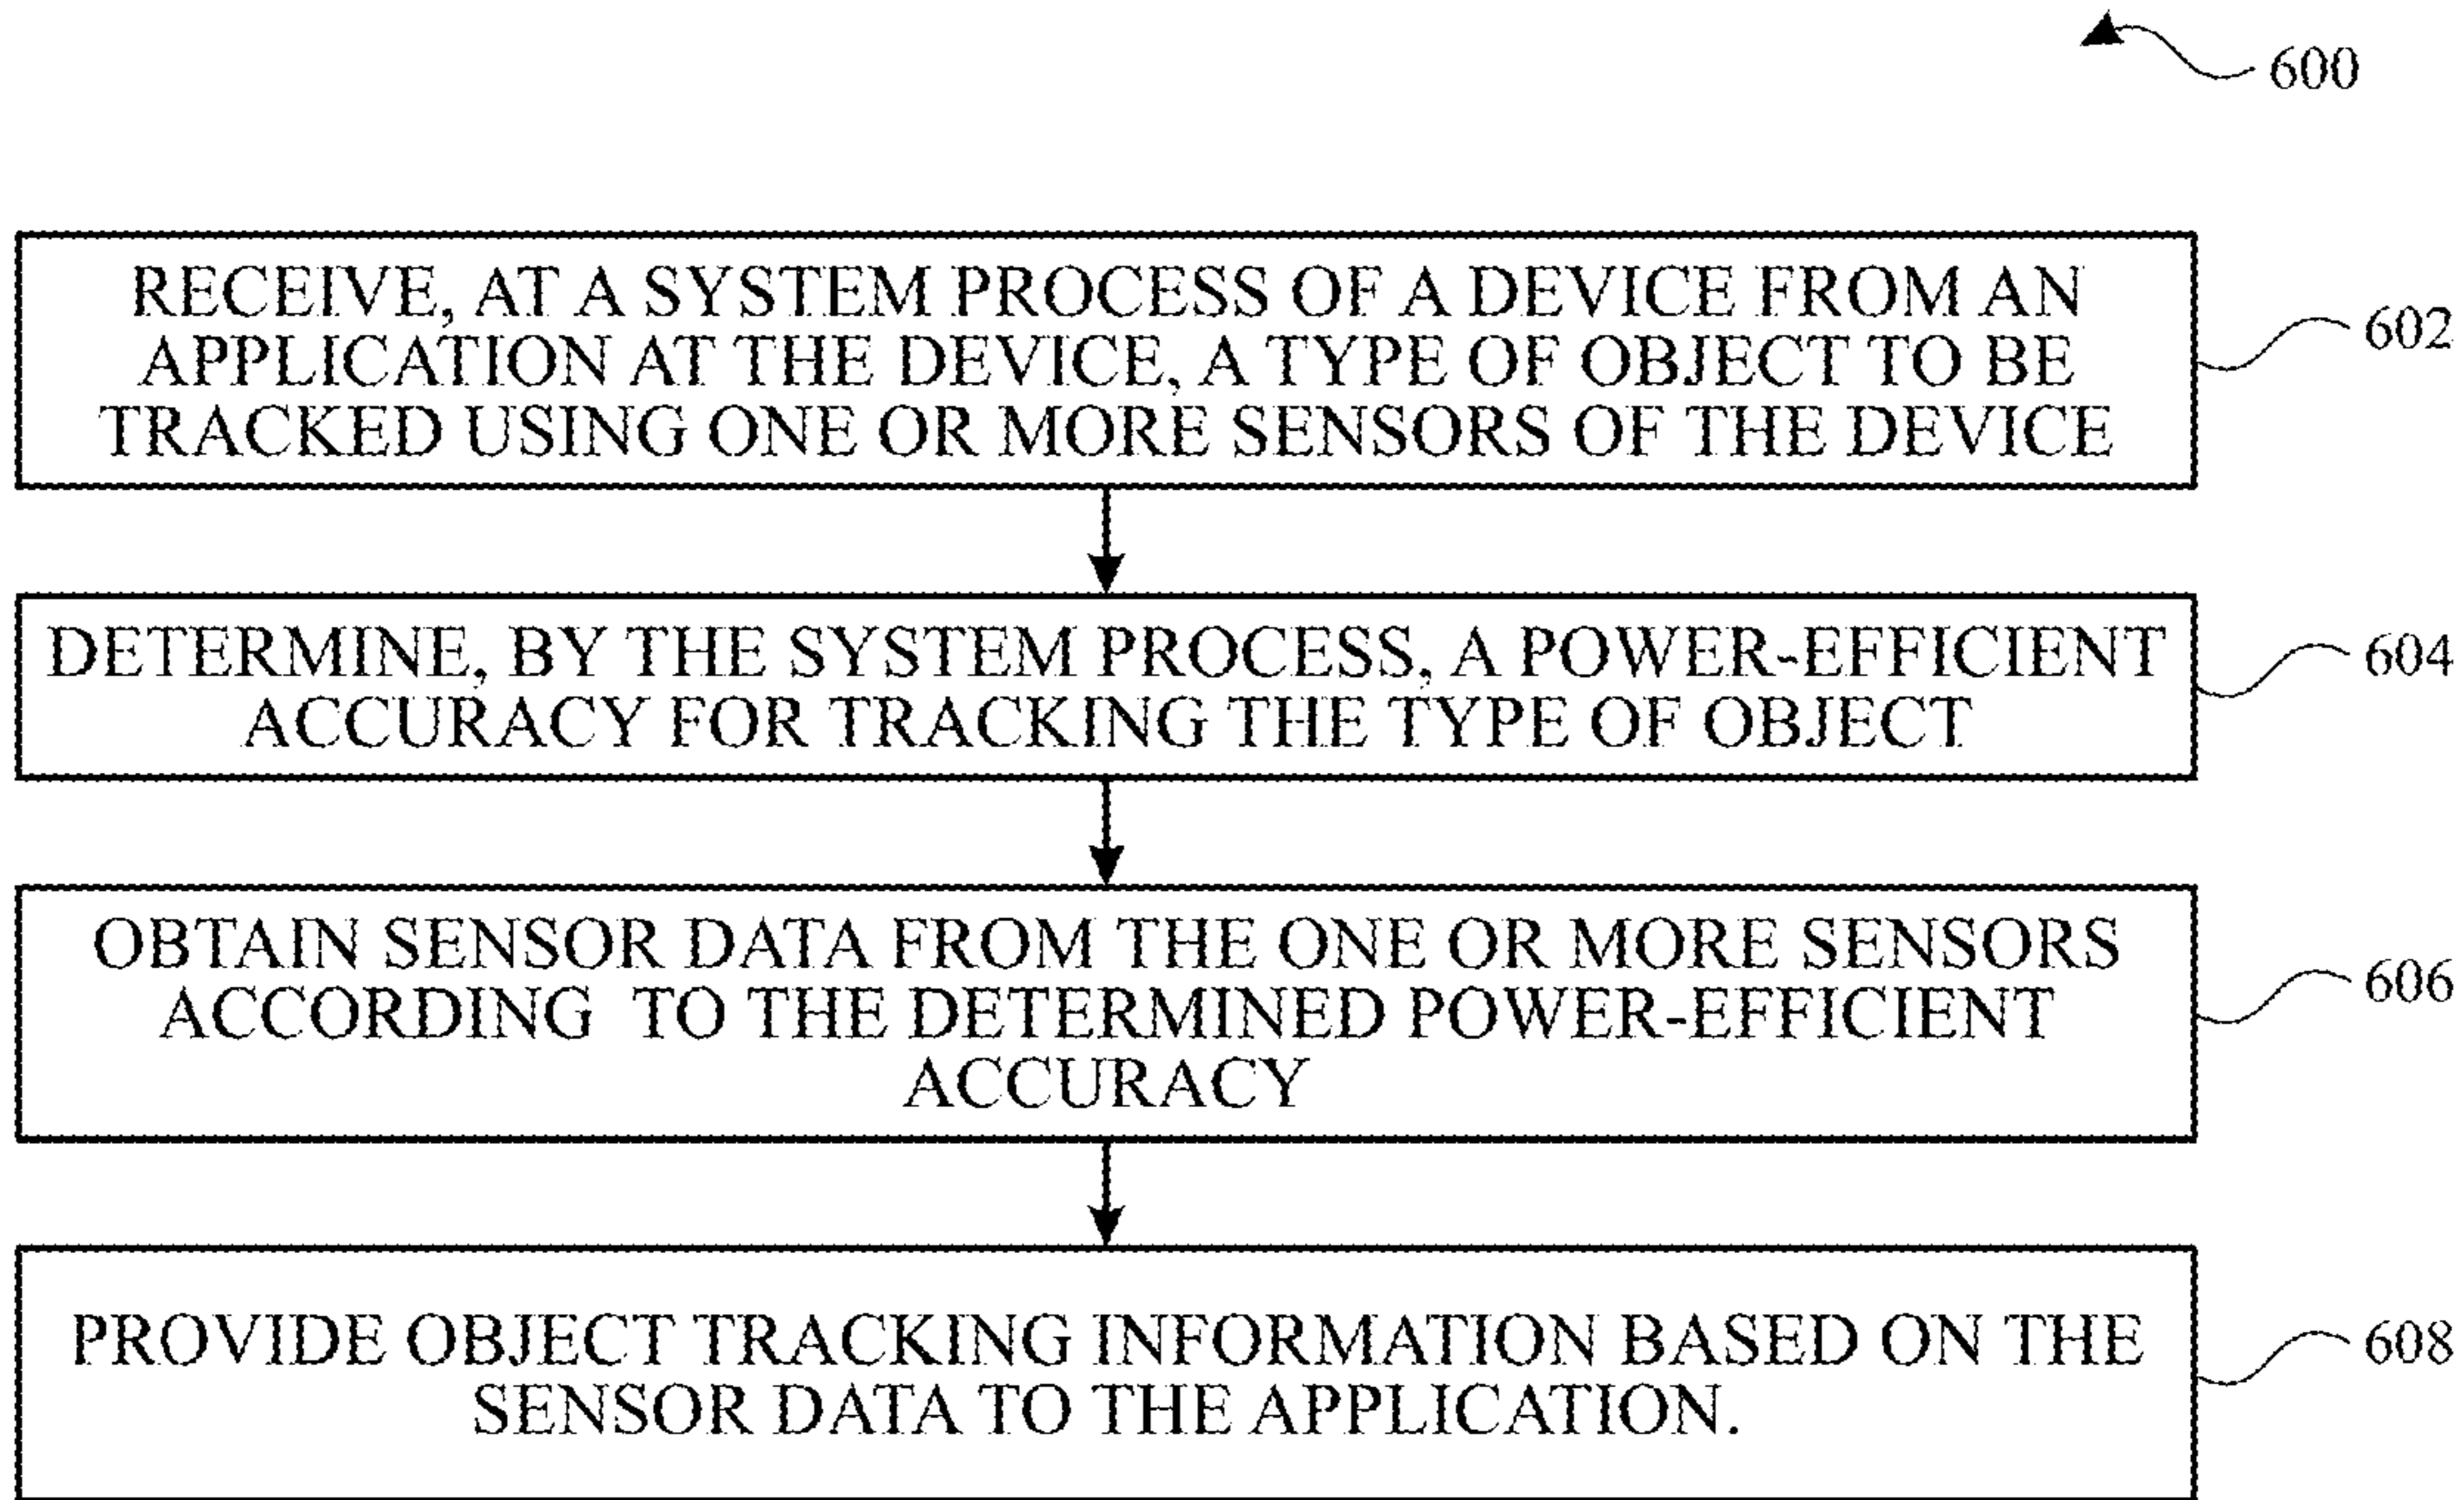 600
RECEIVE, AT A SYSTEM PROCESS OF A DEVICE FROM AN
APPLICATION AT THE DEVICE, A TYPE OF OBJECT TO BE
TRACKED USING ONE OR MORE SENSORS OF THE DEVICE
602
DETERMINE, BY THE SYSTEM PROCESS, A POWER-EFFICIENT
ACCURACY FOR TRACKING THE TYPE OF OBJECT
604
OBTAIN SENSOR DATA FROM THE ONE OR MORE SENSORS
ACCORDING TO THE DETERMINED POWER-EFFICIENT
ACCURACY
606
PROVIDE OBJECT TRACKING INFORMATION BASED ON THE
SENSOR DATA TO THE APPLICATION.
608